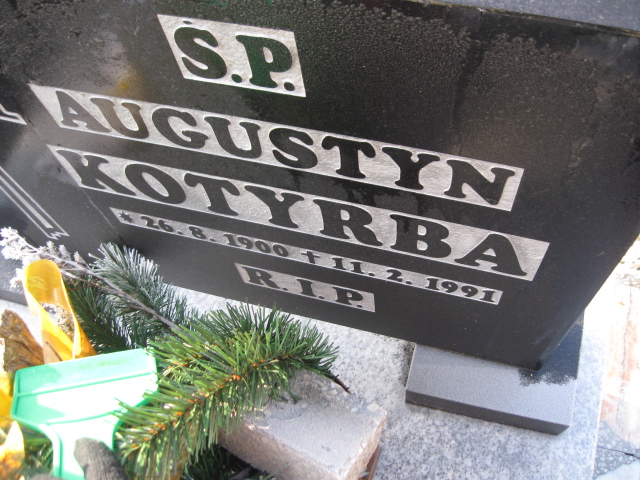 Ś.P.
AUGUSTYN
KOTYRBA
* 26. 8. 1900 † 11. 2. 1991
R.I.P.